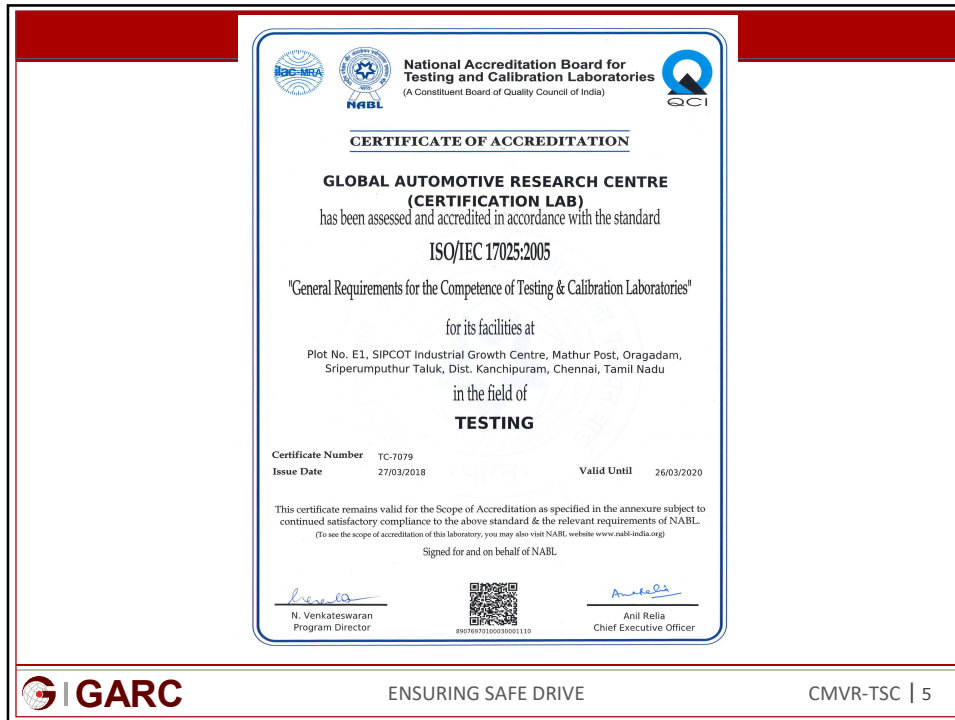 ilac-MRA
NABL
National Accreditation Board for
Testing and Calibration Laboratories
(A Constituent Board of Quality Council of India)
QCI
CERTIFICATE OF ACCREDITATION
GLOBAL AUTOMOTIVE RESEARCH CENTRE
(CERTIFICATION LAB)
has been assessed and accredited in accordance with the standard
ISO/IEC 17025:2005
"General Requirements for the Competence of Testing & Calibration Laboratories"
for its facilities at
Plot No. E1, SIPCOT Industrial Growth Centre, Mathur Post, Oragadam,
Sriperumputhur Taluk, Dist. Kanchipuram, Chennai, Tamil Nadu
in the field of
TESTING
Certificate Number TC-7079
Issue Date 27/03/2018 Valid Until 26/03/2020
This certificate remains valid for the Scope of Accreditation as specified in the annexure subject to
continued satisfactory compliance to the above standard & the relevant requirements of NABL.
(To see the scope of accreditation of this laboratory, you may also visit NABL website www.nabl-india.org)
Signed for and on behalf of NABL
N. Venkateswaran
Program Director
89076970100030001110
Anil Relia
Chief Executive Officer
GARC
ENSURING SAFE DRIVE
CMVR-TSC | 5